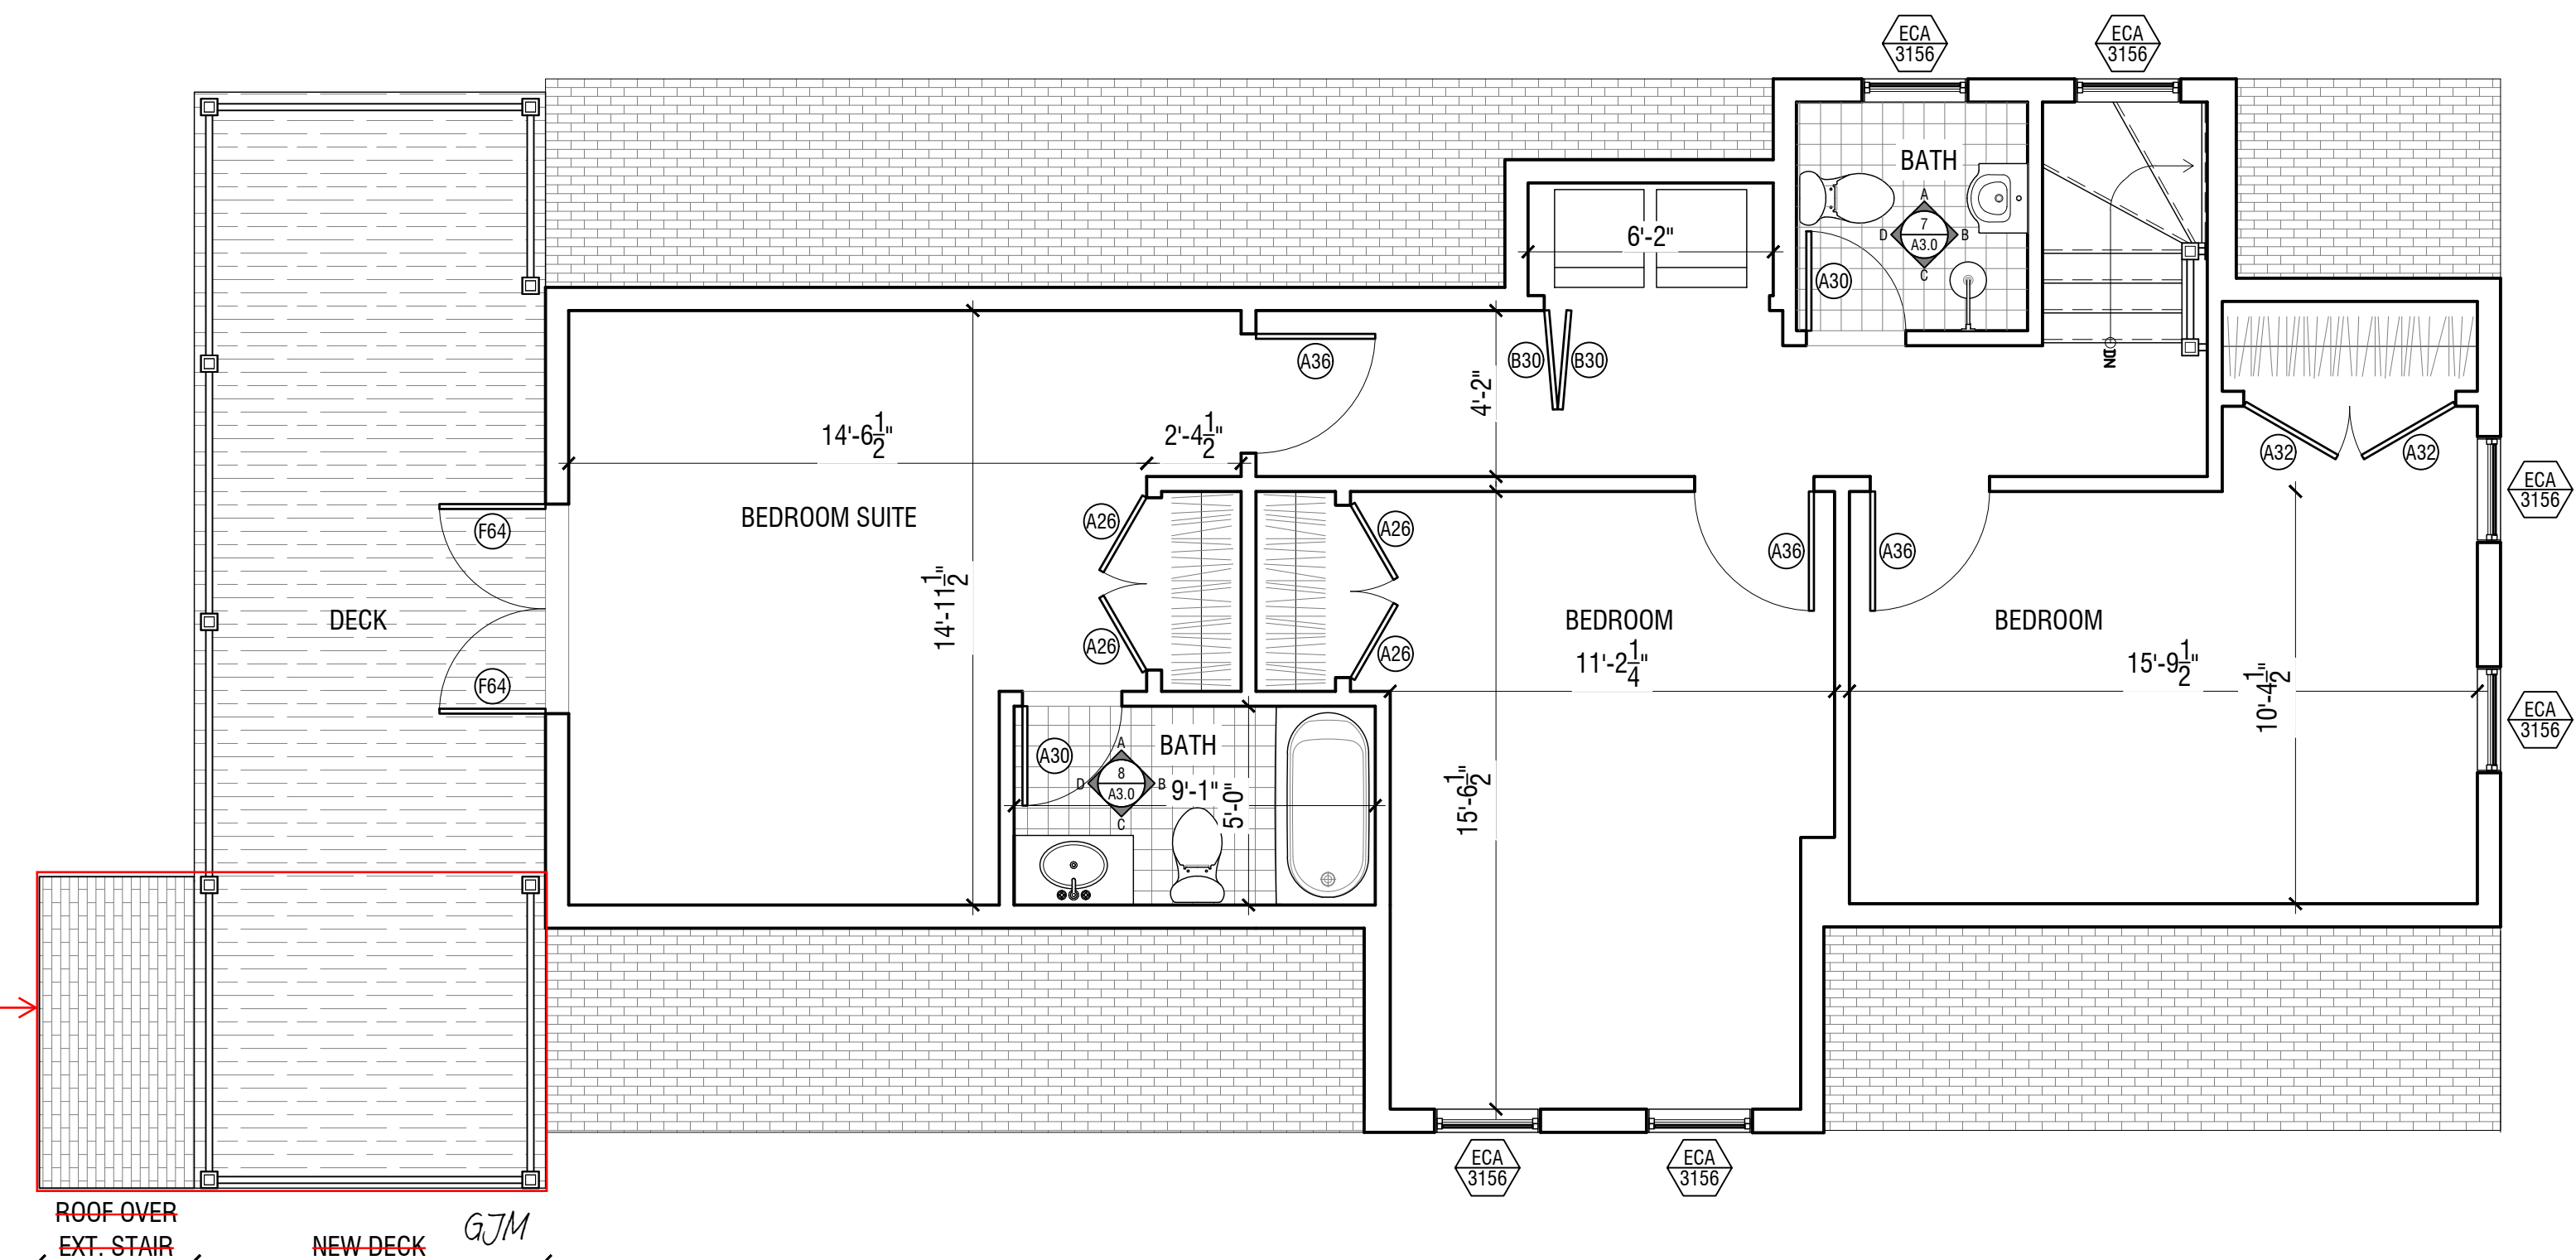 ECA
3156
ECA
3156
BATH
A
7
A3.0
D
B
C
A30
6'-2"
A36
B30
B30
4'-2"
DN
14'-6 1/2"
2'-4 1/2"
A32
A32
ECA
3156
BEDROOM SUITE
A26
A26
F64
A36
A36
14'-11 1/2"
DECK
BEDROOM
11'-2 1/4"
BEDROOM
15'-9 1/2"
10'-4 1/2"
A26
A26
F64
ECA
3156
BATH
A30
A
8
A3.0
D
B
C
9'-1"
5'-0"
15'-6 1/2"
ECA
3156
ECA
3156
ROOF OVER
EXT. STAIR
NEW DECK
GJM